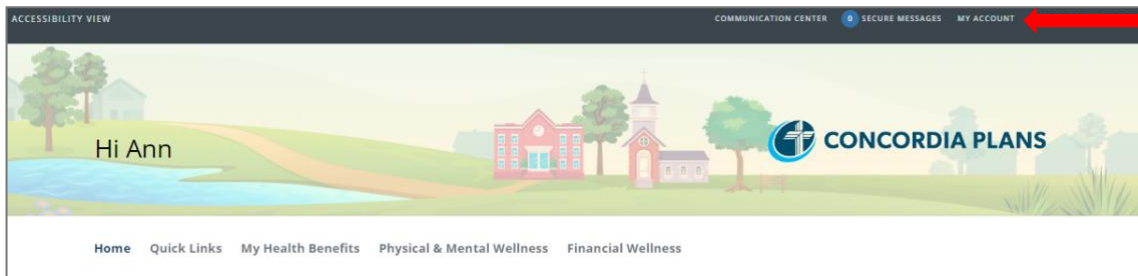 ACCESSIBILITY VIEW COMMUNICATION CENTER 0 SECURE MESSAGES MY ACCOUNT
Hi Ann
CONCORDIA PLANS
Home Quick Links My Health Benefits Physical & Mental Wellness Financial Wellness